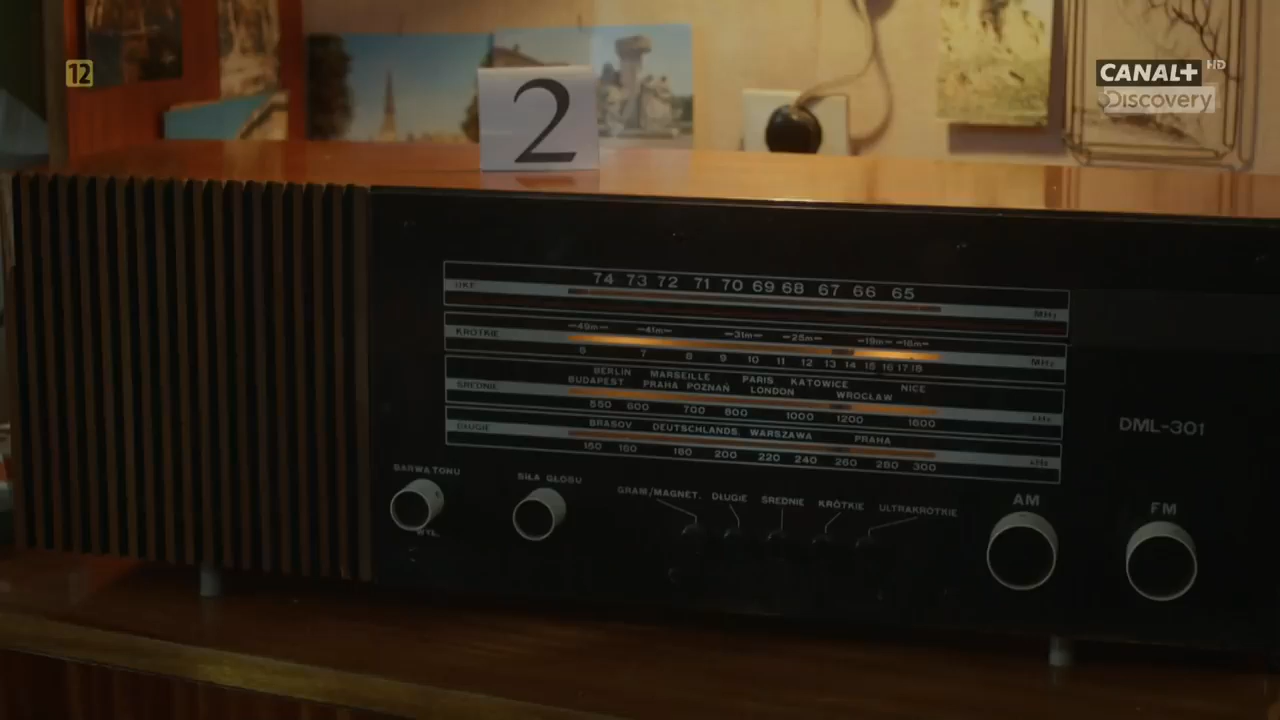 12
CANAL+ HD
Discovery
2
74 73 72 71 70 69 68 67 66 65
UKF MHz
—49m— —41m— —31m— —25m— —19m— —16m—
KRÓTKIE MHz
6 7 8 9 10 11 12 13 14 15 16 17 18
BERLIN MARSEILLE PARIS KATOWICE NICE
BUDAPEST PRAHA POZNAŃ LONDON WROCŁAW
ŚREDNIE kHz
550 600 700 800 1000 1200 1600
BRASOV DEUTSCHLANDS. WARSZAWA PRAHA
DŁUGIE kHz
150 160 180 200 220 240 260 280 300
DML-301
BARWA TONU
SIŁA GŁOSU
GRAM/MAGNET. DŁUGIE ŚREDNIE KRÓTKIE ULTRAKRÓTKIE
AM
FM